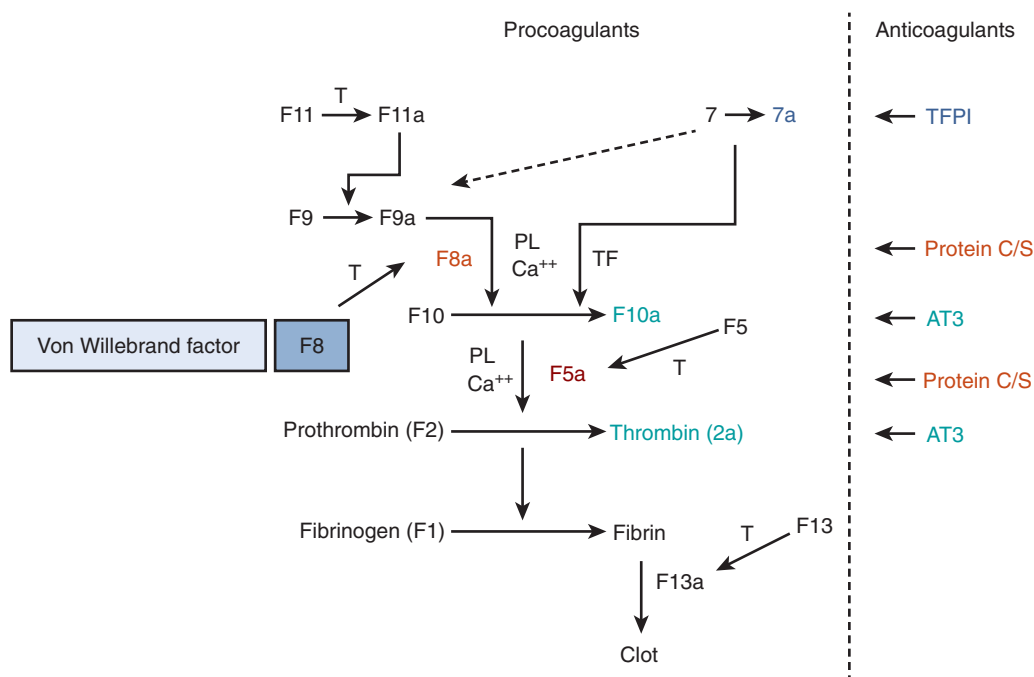 Procoagulants
Anticoagulants
T
F11
F11a
7
7a
TFPI
F9
F9a
F8a
PL
Ca++
TF
Protein C/S
T
Von Willebrand factor
F8
F10
F10a
F5
AT3
PL
Ca++
F5a
T
Protein C/S
Prothrombin (F2)
Thrombin (2a)
AT3
Fibrinogen (F1)
Fibrin
T
F13
F13a
Clot